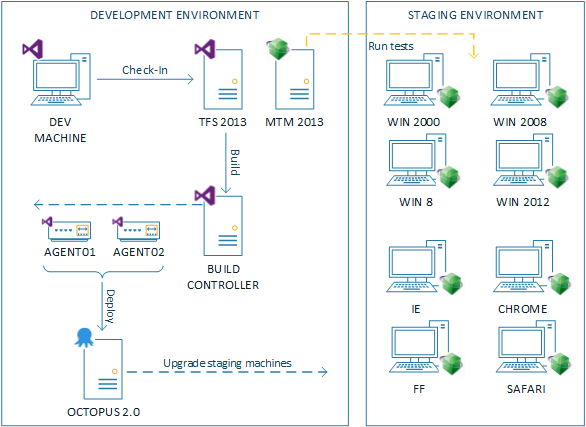 DEVELOPMENT ENVIRONMENT
STAGING ENVIRONMENT
Run tests
Check-In
DEV
MACHINE
TFS 2013
MTM 2013
WIN 2000
WIN 2008
Build
WIN 8
WIN 2012
AGENT01
AGENT02
BUILD
CONTROLLER
Deploy
IE
CHROME
Upgrade staging machines
OCTOPUS 2.0
FF
SAFARI